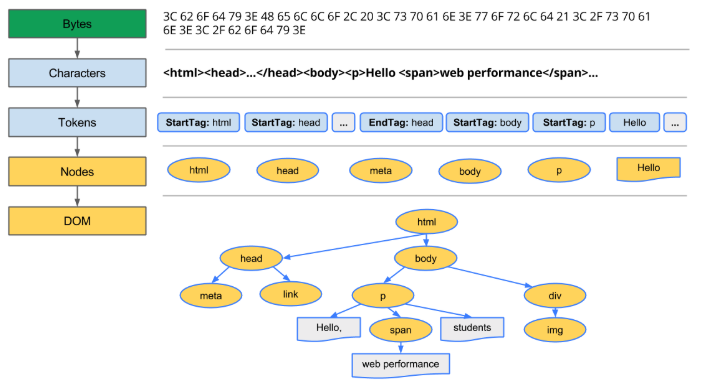 Bytes
3C 62 6F 64 79 3E 48 65 6C 6C 6F 2C 20 3C 73 70 61 6E 3E 77 6F 72 6C 64 21 3C 2F 73 70 61
6E 3E 3C 2F 62 6F 64 79 3E
Characters
<html><head>...</head><body><p>Hello <span>web performance</span>...
Tokens
StartTag: html StartTag: head ... EndTag: head StartTag: body StartTag: p Hello ...
Nodes
html head meta body p Hello
DOM
html
head body
meta link p div
Hello, span students img
web performance